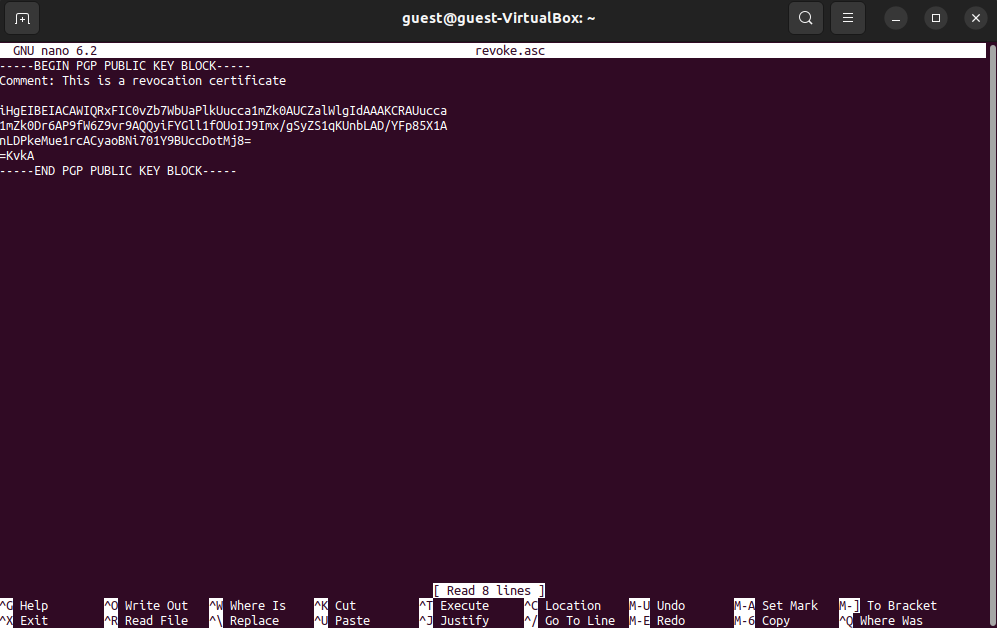 guest@guest-VirtualBox: ~
GNU nano 6.2 revoke.asc
-----BEGIN PGP PUBLIC KEY BLOCK-----
Comment: This is a revocation certificate
iHgEIBEIACAWIQRxFIC0vZb7WbUaPlkUucca1mZk0AUCZalWlgIdAAAKCRAUucca
1mZk0Dr6AP9fW6Z9vr9AQQyiFYGll1fOUoIJ9Imx/gSyZS1qKUnbLAD/YFp85X1A
nLDPkeMue1rcACyaoBNi701Y9BUccDotMj8=
=KvkA
-----END PGP PUBLIC KEY BLOCK-----
[ Read 8 lines ]
^G Help ^O Write Out ^W Where Is ^K Cut ^T Execute ^C Location M-U Undo M-A Set Mark M-] To Bracket
^X Exit ^R Read File ^\ Replace ^U Paste ^J Justify ^/ Go To Line M-E Redo M-6 Copy ^Q Where Was